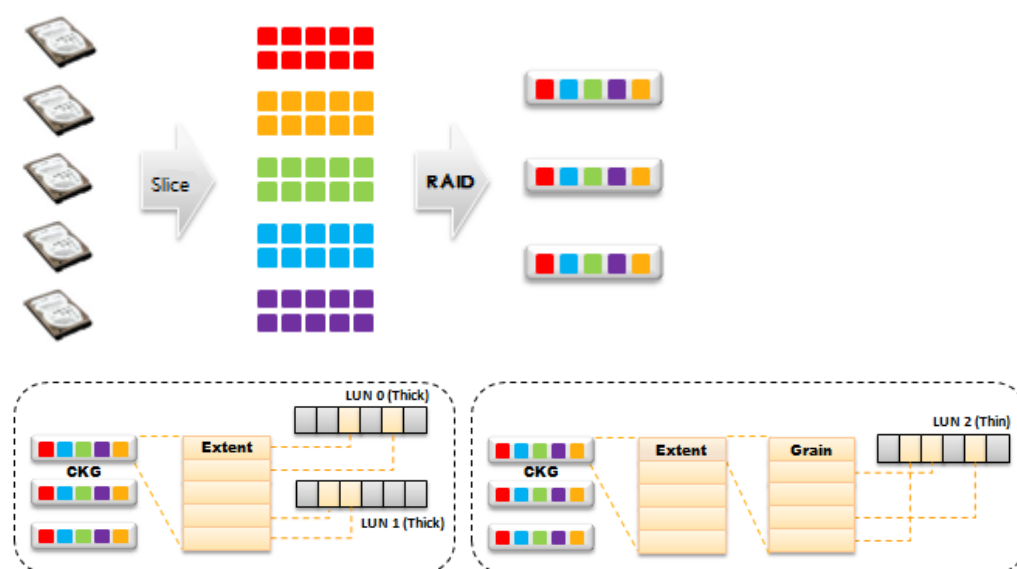 Slice
RAID
LUN 0 (Thick)
Extent
CKG
LUN 1 (Thick)
LUN 2 (Thin)
Extent
Grain
CKG